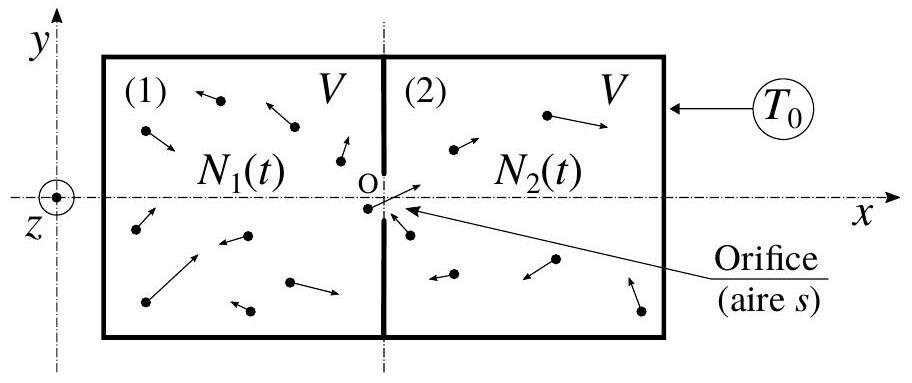 y
(1)
V
(2)
V
T₀
N₁(t)
O
N₂(t)
z
x
Orifice
(aire s)